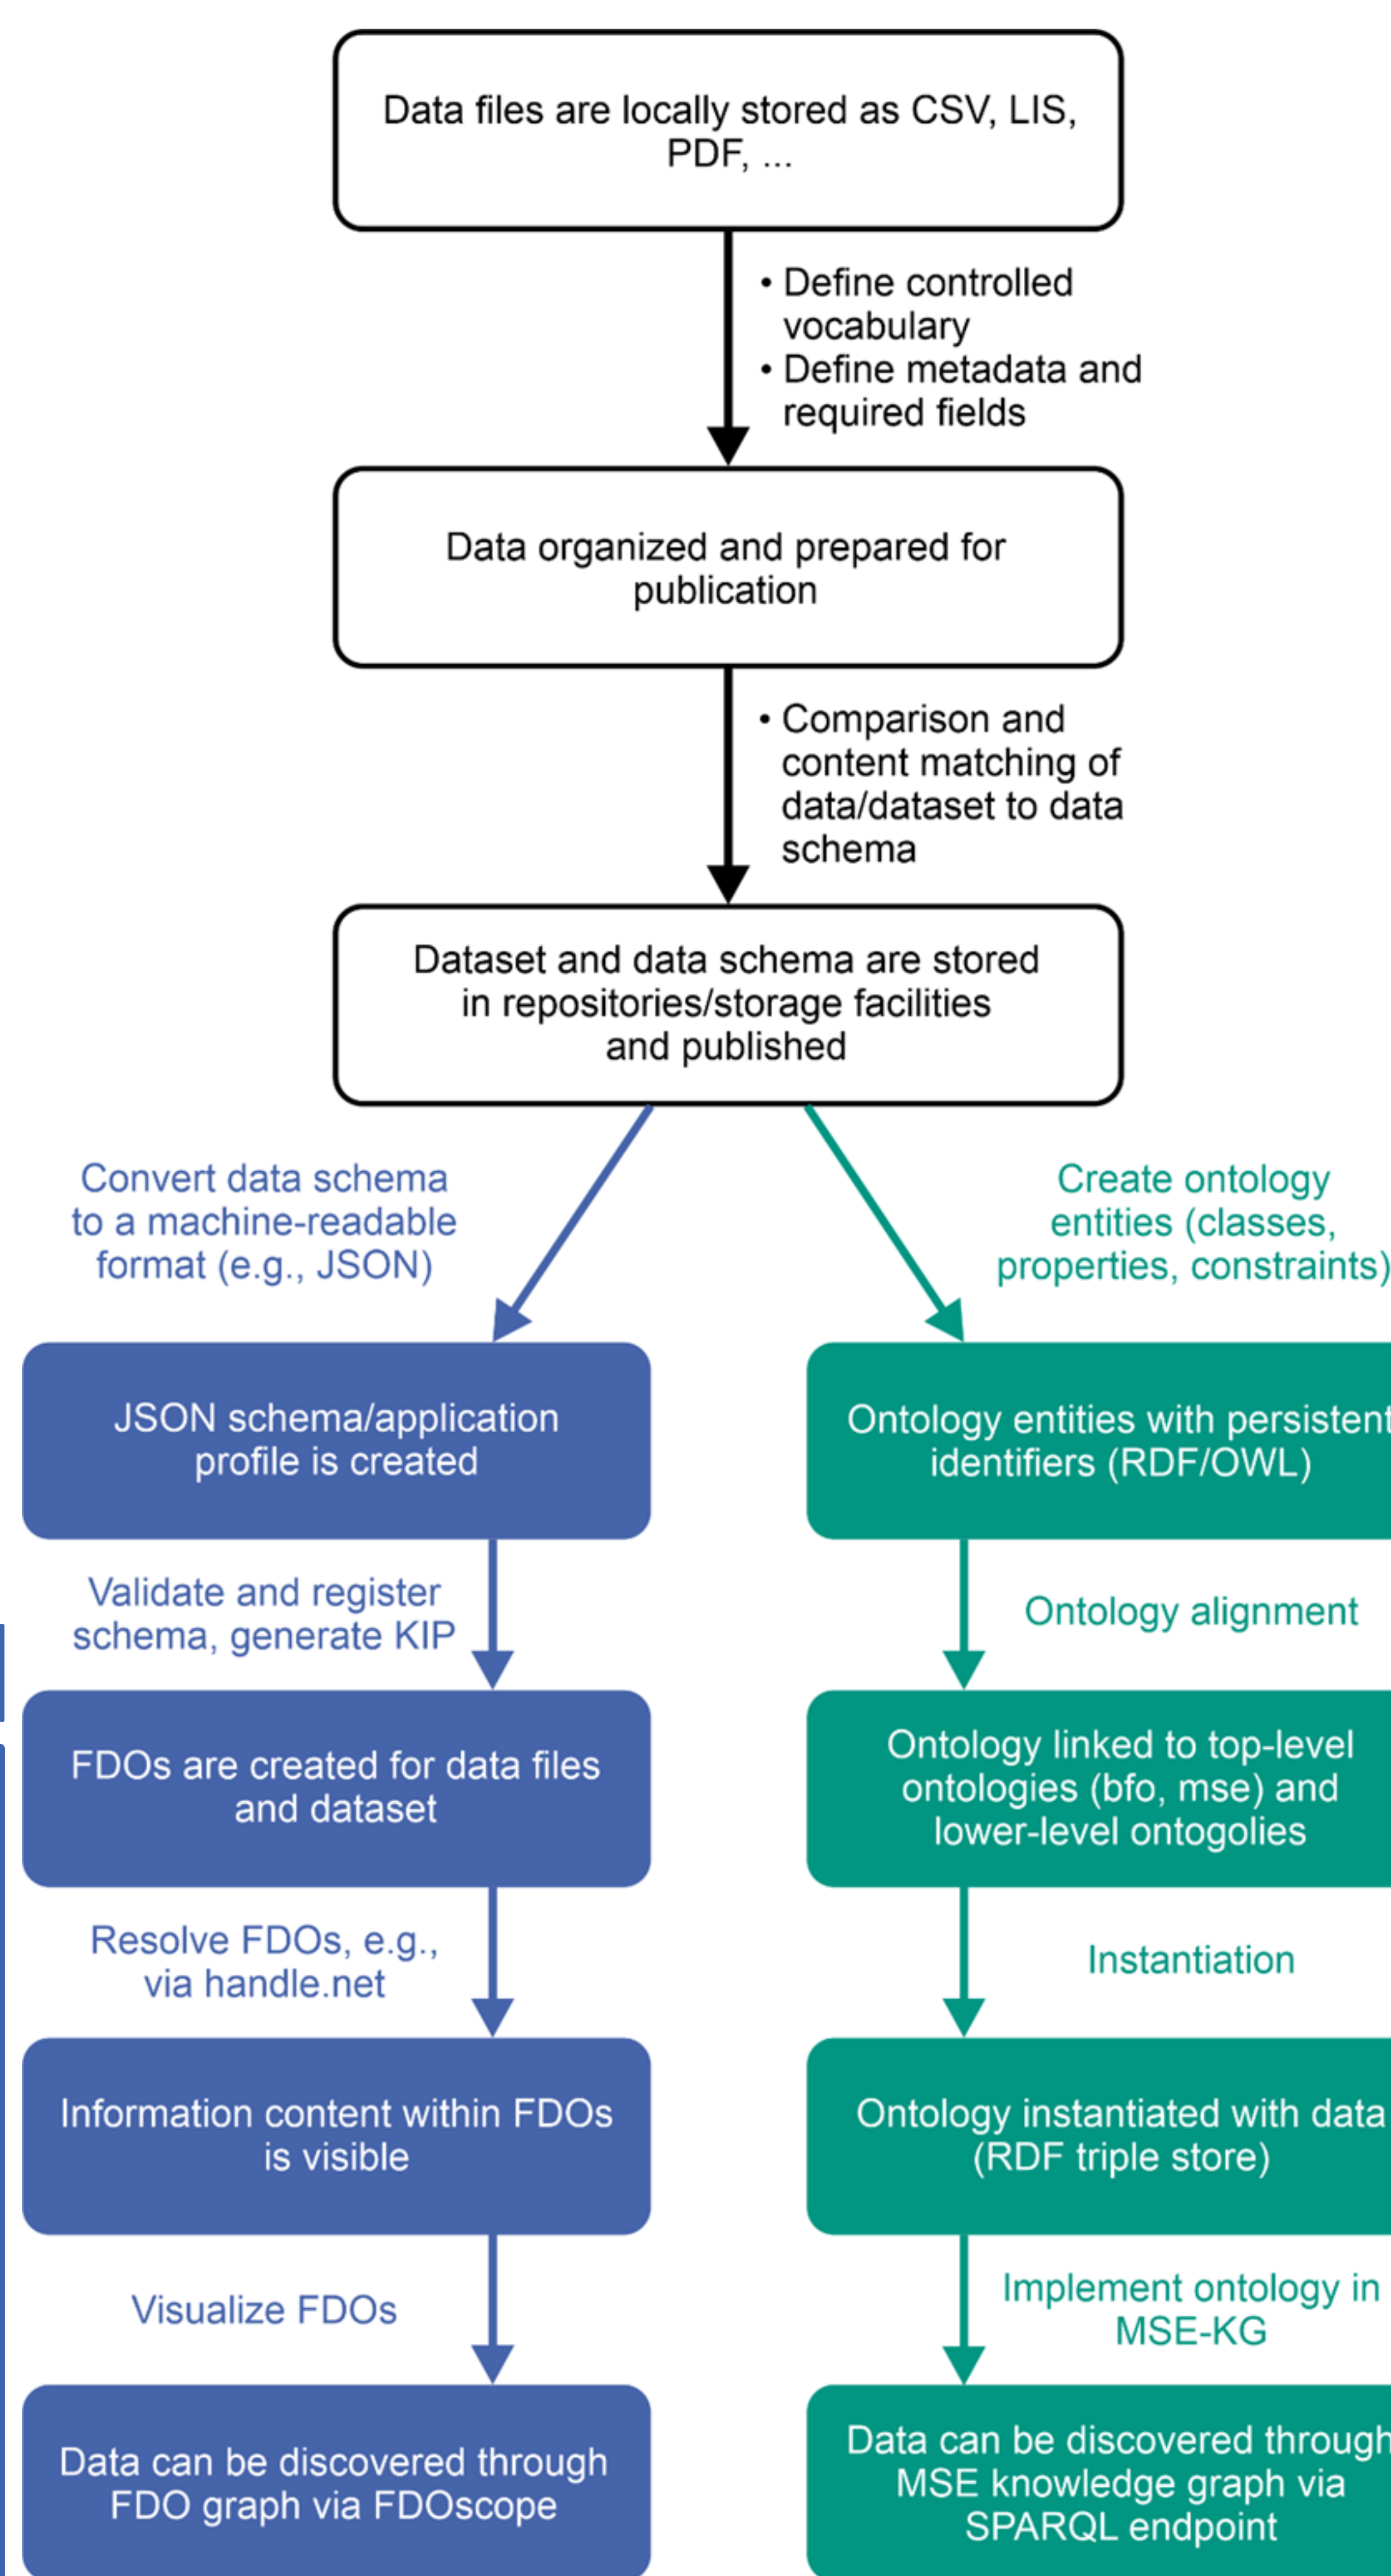 Data files are locally stored as CSV, LIS,
PDF, ...
• Define controlled
vocabulary
• Define metadata and
required fields
Data organized and prepared for
publication
• Comparison and
content matching of
data/dataset to data
schema
Dataset and data schema are stored
in repositories/storage facilities
and published
Convert data schema
to a machine-readable
format (e.g., JSON)
Create ontology
entities (classes,
properties, constraints)
JSON schema/application
profile is created
Ontology entities with persistent
identifiers (RDF/OWL)
Validate and register
schema, generate KIP
Ontology alignment
FDOs are created for data files
and dataset
Ontology linked to top-level
ontologies (bfo, mse) and
lower-level ontogolies
Resolve FDOs, e.g.,
via handle.net
Instantiation
Information content within FDOs
is visible
Ontology instantiated with data
(RDF triple store)
Visualize FDOs
Implement ontology in
MSE-KG
Data can be discovered through
FDO graph via FDOscope
Data can be discovered through
MSE knowledge graph via
SPARQL endpoint